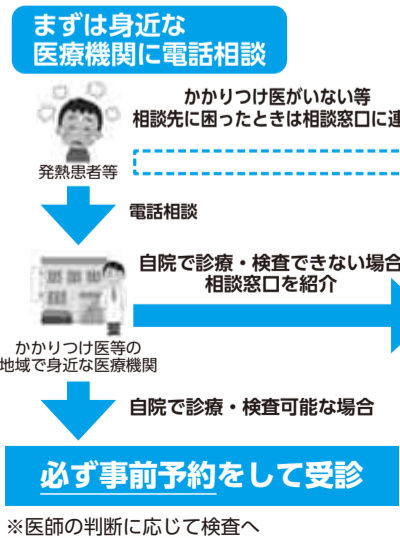 まずは身近な
医療機関に電話相談
かかりつけ医がいない等
相談先に困ったときは相談窓口に連
発熱患者等
電話相談
自院で診療・検査できない場合
相談窓口を紹介
かかりつけ医等の
地域で身近な医療機関
自院で診療・検査可能な場合
必ず事前予約をして受診
※医師の判断に応じて検査へ